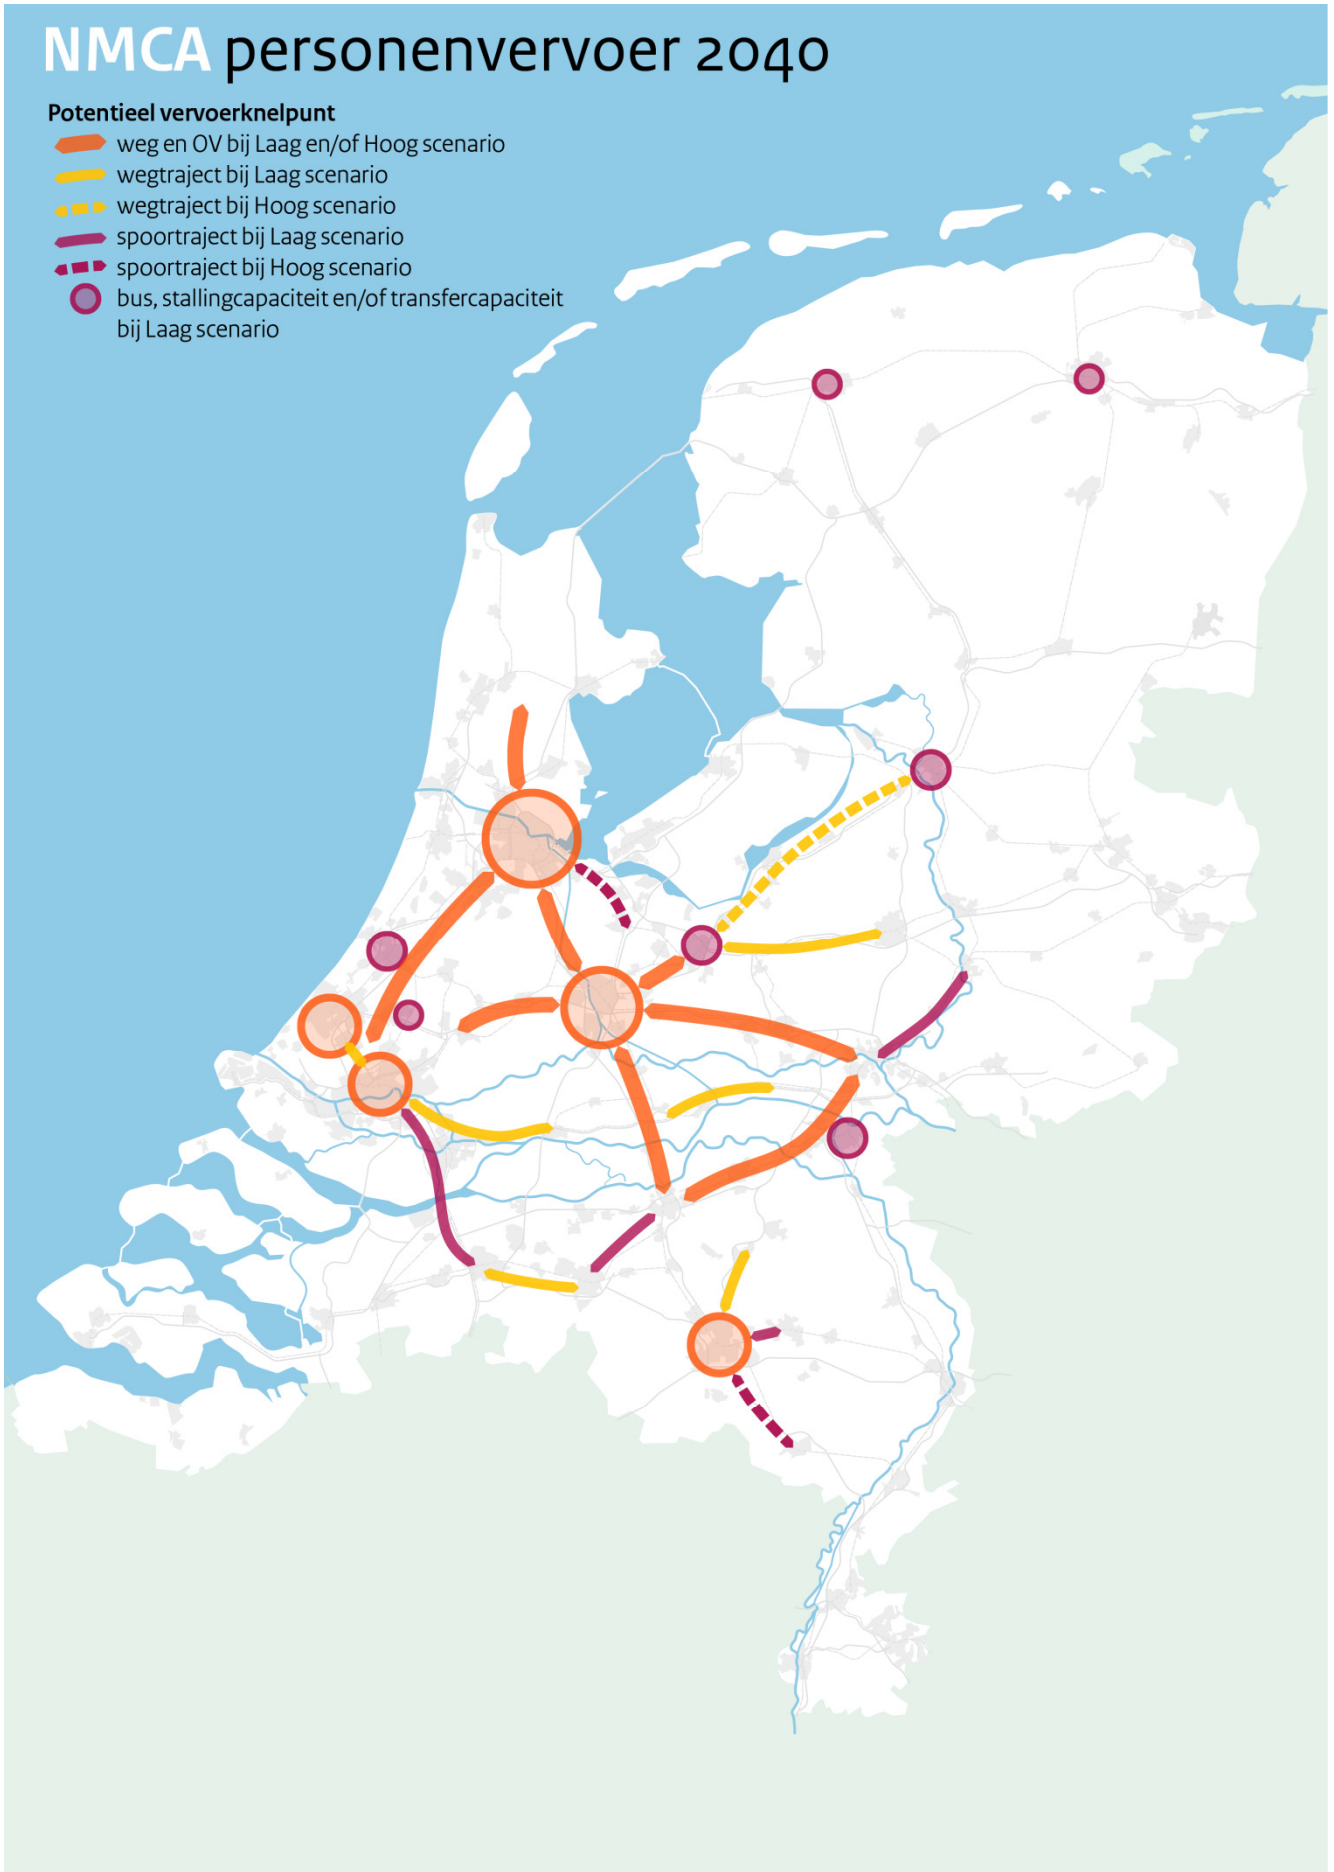 NMCA personenvervoer 2040
Potentieel vervoerknelpunt
weg en OV bij Laag en/of Hoog scenario
wegtraject bij Laag scenario
wegtraject bij Hoog scenario
spoortraject bij Laag scenario
spoortraject bij Hoog scenario
bus, stallingcapaciteit en/of transfercapaciteit
bij Laag scenario